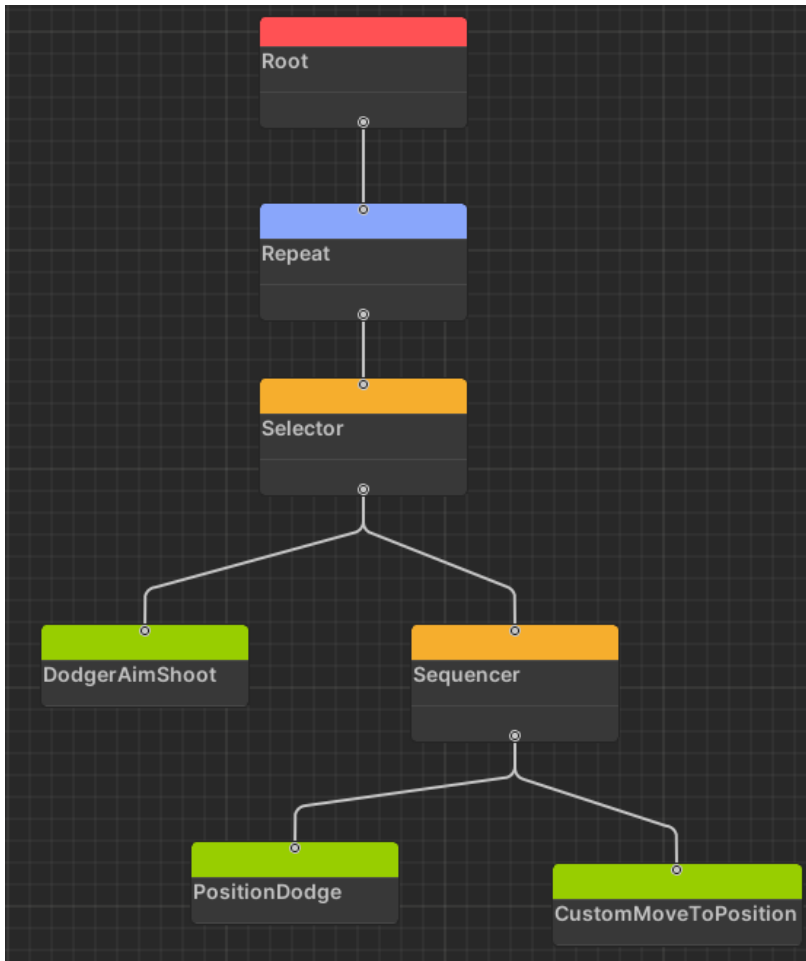 Root
Repeat
Selector
DodgerAimShoot
Sequencer
PositionDodge
CustomMoveToPosition